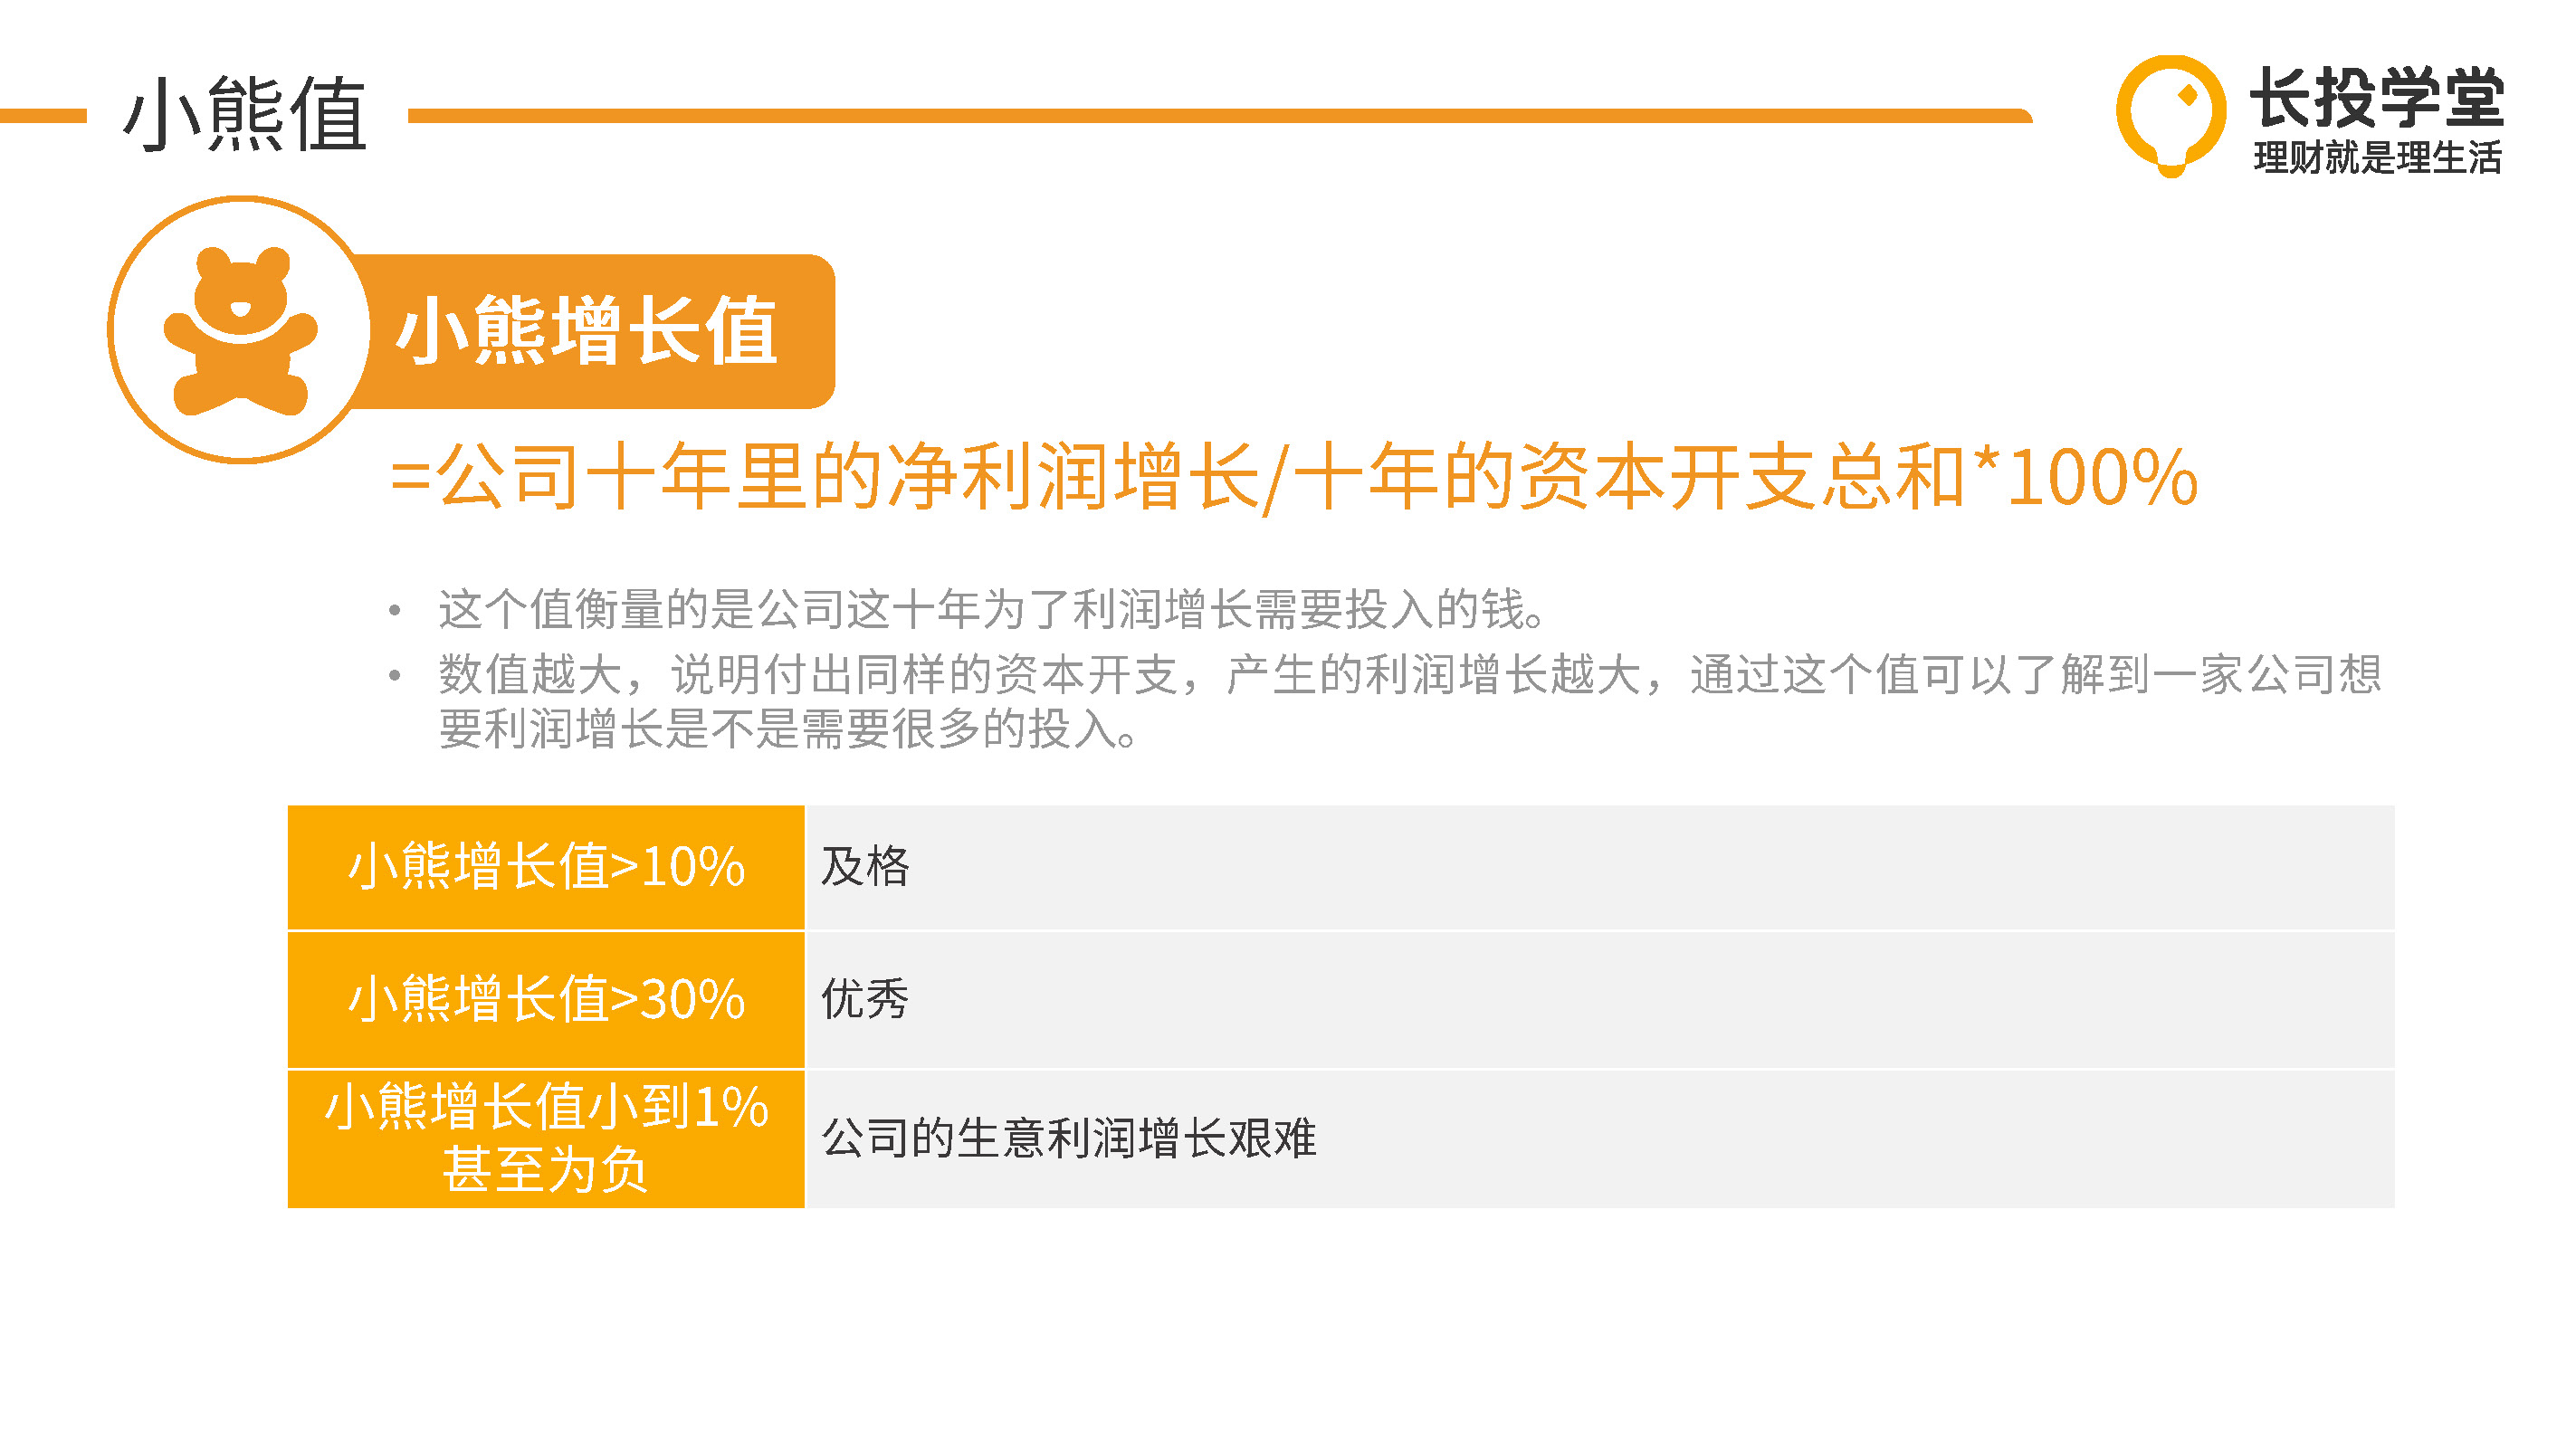 小熊值
长投学堂
理财就是理生活
小熊增长值
=公司十年里的净利润增长/十年的资本开支总和*100%
• 这个值衡量的是公司这十年为了利润增长需要投入的钱。
• 数值越大，说明付出同样的资本开支，产生的利润增长越大，通过这个值可以了解到一家公司想
要利润增长是不是需要很多的投入。
小熊增长值>10%
及格
小熊增长值>30%
优秀
小熊增长值小到1%
甚至为负
公司的生意利润增长艰难